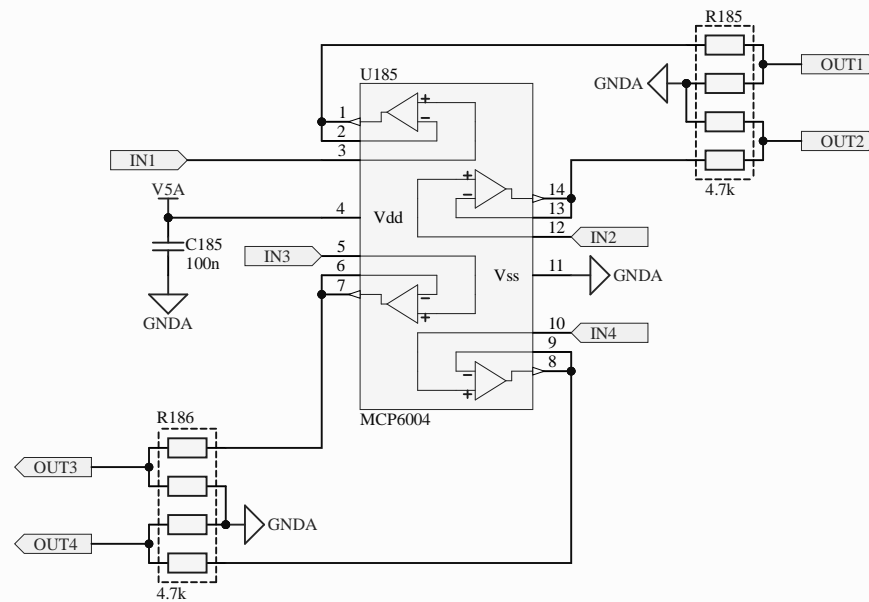 R185
OUT1
GNDA
OUT2
4.7k
U185
1
+
-
2
IN1
3
V5A
+
-
14
13
4
Vdd
12
IN2
C185
100n
GNDA
IN3
5
6
7
-
+
Vss
11
GNDA
10
IN4
9
8
-
+
MCP6004
R186
OUT3
GNDA
OUT4
4.7k